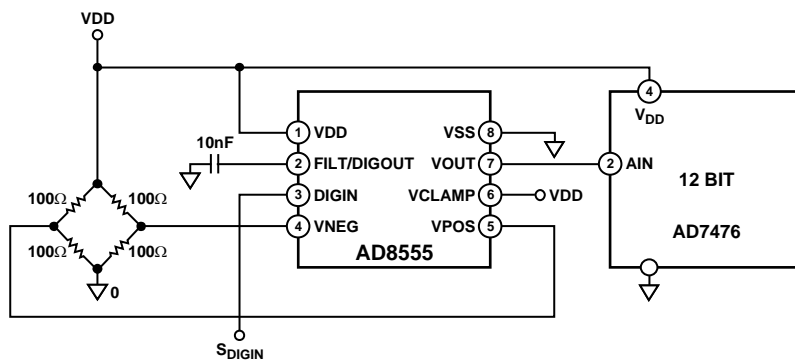 VDD
10nF
1 VDD
2 FILT/DIGOUT
3 DIGIN
4 VNEG
VSS 8
VOUT 7
VCLAMP 6
VPOS 5
AD8555
VDD
4
VDD
2 AIN
12 BIT
AD7476
100Ω
100Ω
100Ω
100Ω
0
SDIGIN